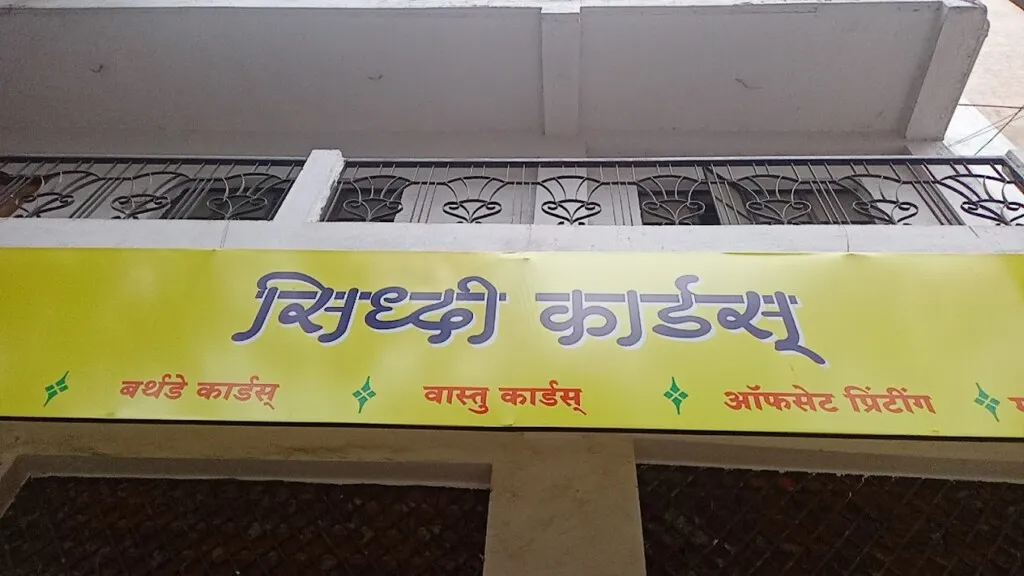 सिध्दी कार्डस्
बर्थडे कार्डस् वास्तु कार्डस् ऑफसेट प्रिंटींग